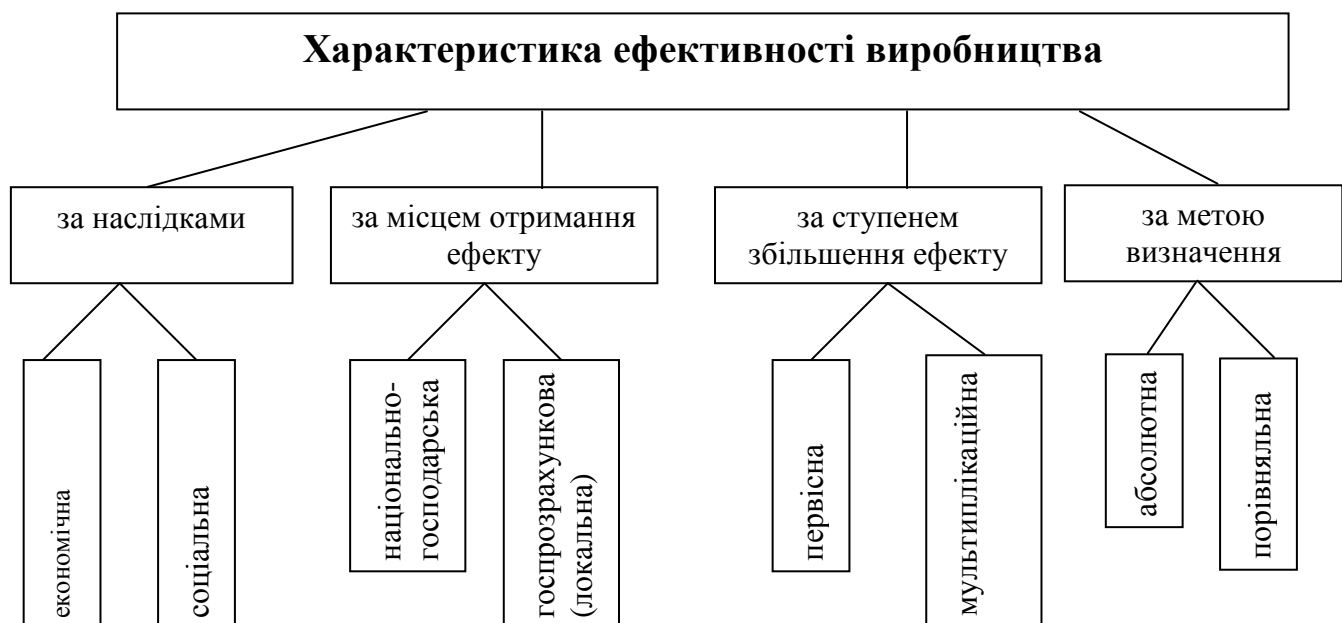 Характеристика ефективності виробництва
за наслідками
за місцем отримання
ефекту
за ступенем
збільшення ефекту
за метою
визначення
економічна
соціальна
національно-
господарська
госпрозрахункова
(локальна)
первісна
мультиплікаційна
абсолютна
порівняльна